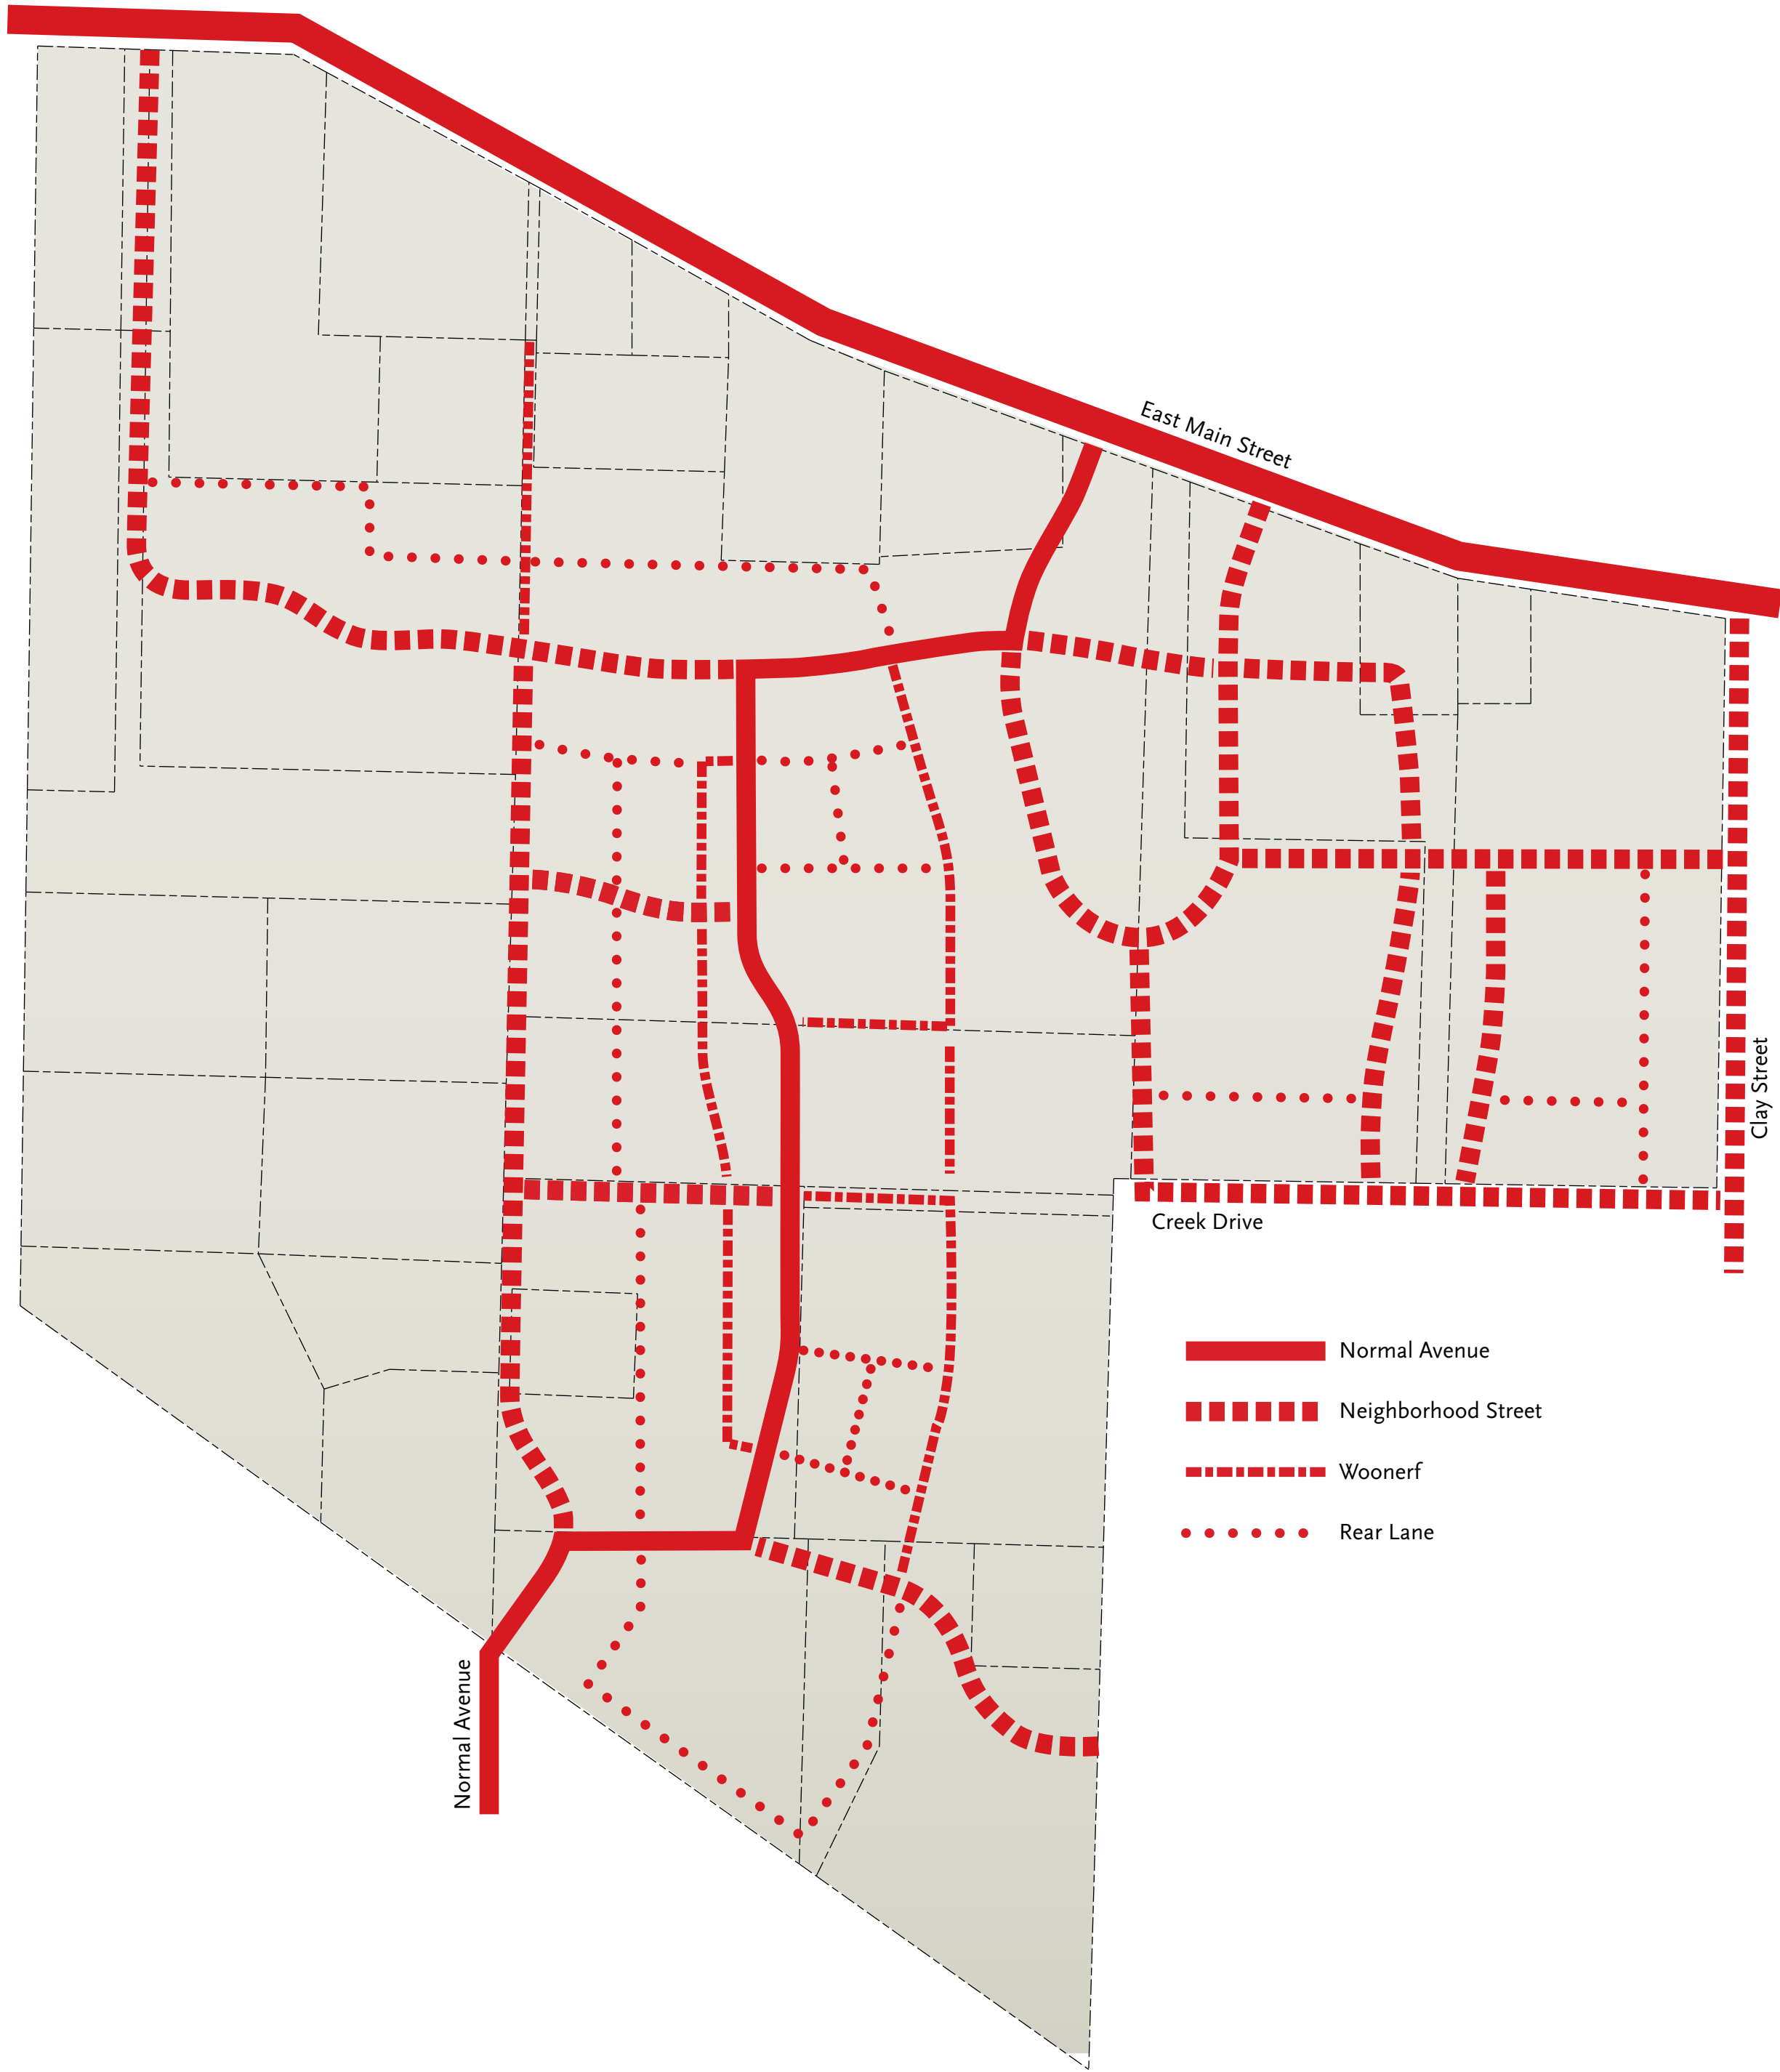 East Main Street
Clay Street
Creek Drive
Normal Avenue
Neighborhood Street
Woonerf
Rear Lane
Normal Avenue